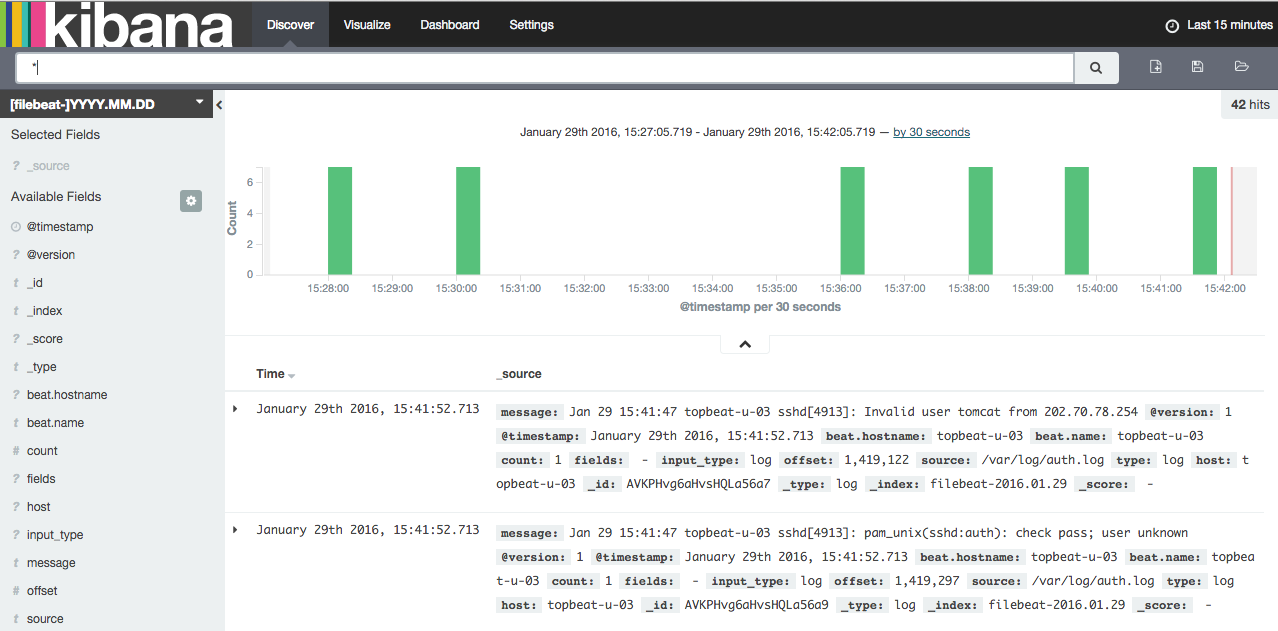 kibana Discover Visualize Dashboard Settings Last 15 minutes
*
[filebeat-]YYYY.MM.DD
42 hits
Selected Fields
? _source
Available Fields
@timestamp
? @version
t _id
t _index
? _score
t _type
? beat.hostname
t beat.name
# count
? fields
? host
? input_type
t message
# offset
t source
January 29th 2016, 15:27:05.719 - January 29th 2016, 15:42:05.719 — by 30 seconds
Count
6
4
2
0
15:28:00 15:29:00 15:30:00 15:31:00 15:32:00 15:33:00 15:34:00 15:35:00 15:36:00 15:37:00 15:38:00 15:39:00 15:40:00 15:41:00 15:42:00
@timestamp per 30 seconds
Time _source
January 29th 2016, 15:41:52.713 message: Jan 29 15:41:47 topbeat-u-03 sshd[4913]: Invalid user tomcat from 202.70.78.254 @version: 1
@timestamp: January 29th 2016, 15:41:52.713 beat.hostname: topbeat-u-03 beat.name: topbeat-u-03
count: 1 fields: - input_type: log offset: 1,419,122 source: /var/log/auth.log type: log host: t
opbeat-u-03 _id: AVKPHvg6aHvsHQLa56a7 _type: log _index: filebeat-2016.01.29 _score: -
January 29th 2016, 15:41:52.713 message: Jan 29 15:41:47 topbeat-u-03 sshd[4913]: pam_unix(sshd:auth): check pass; user unknown
@version: 1 @timestamp: January 29th 2016, 15:41:52.713 beat.hostname: topbeat-u-03 beat.name: topbea
t-u-03 count: 1 fields: - input_type: log offset: 1,419,297 source: /var/log/auth.log type: log
host: topbeat-u-03 _id: AVKPHvg6aHvsHQLa56a9 _type: log _index: filebeat-2016.01.29 _score: -